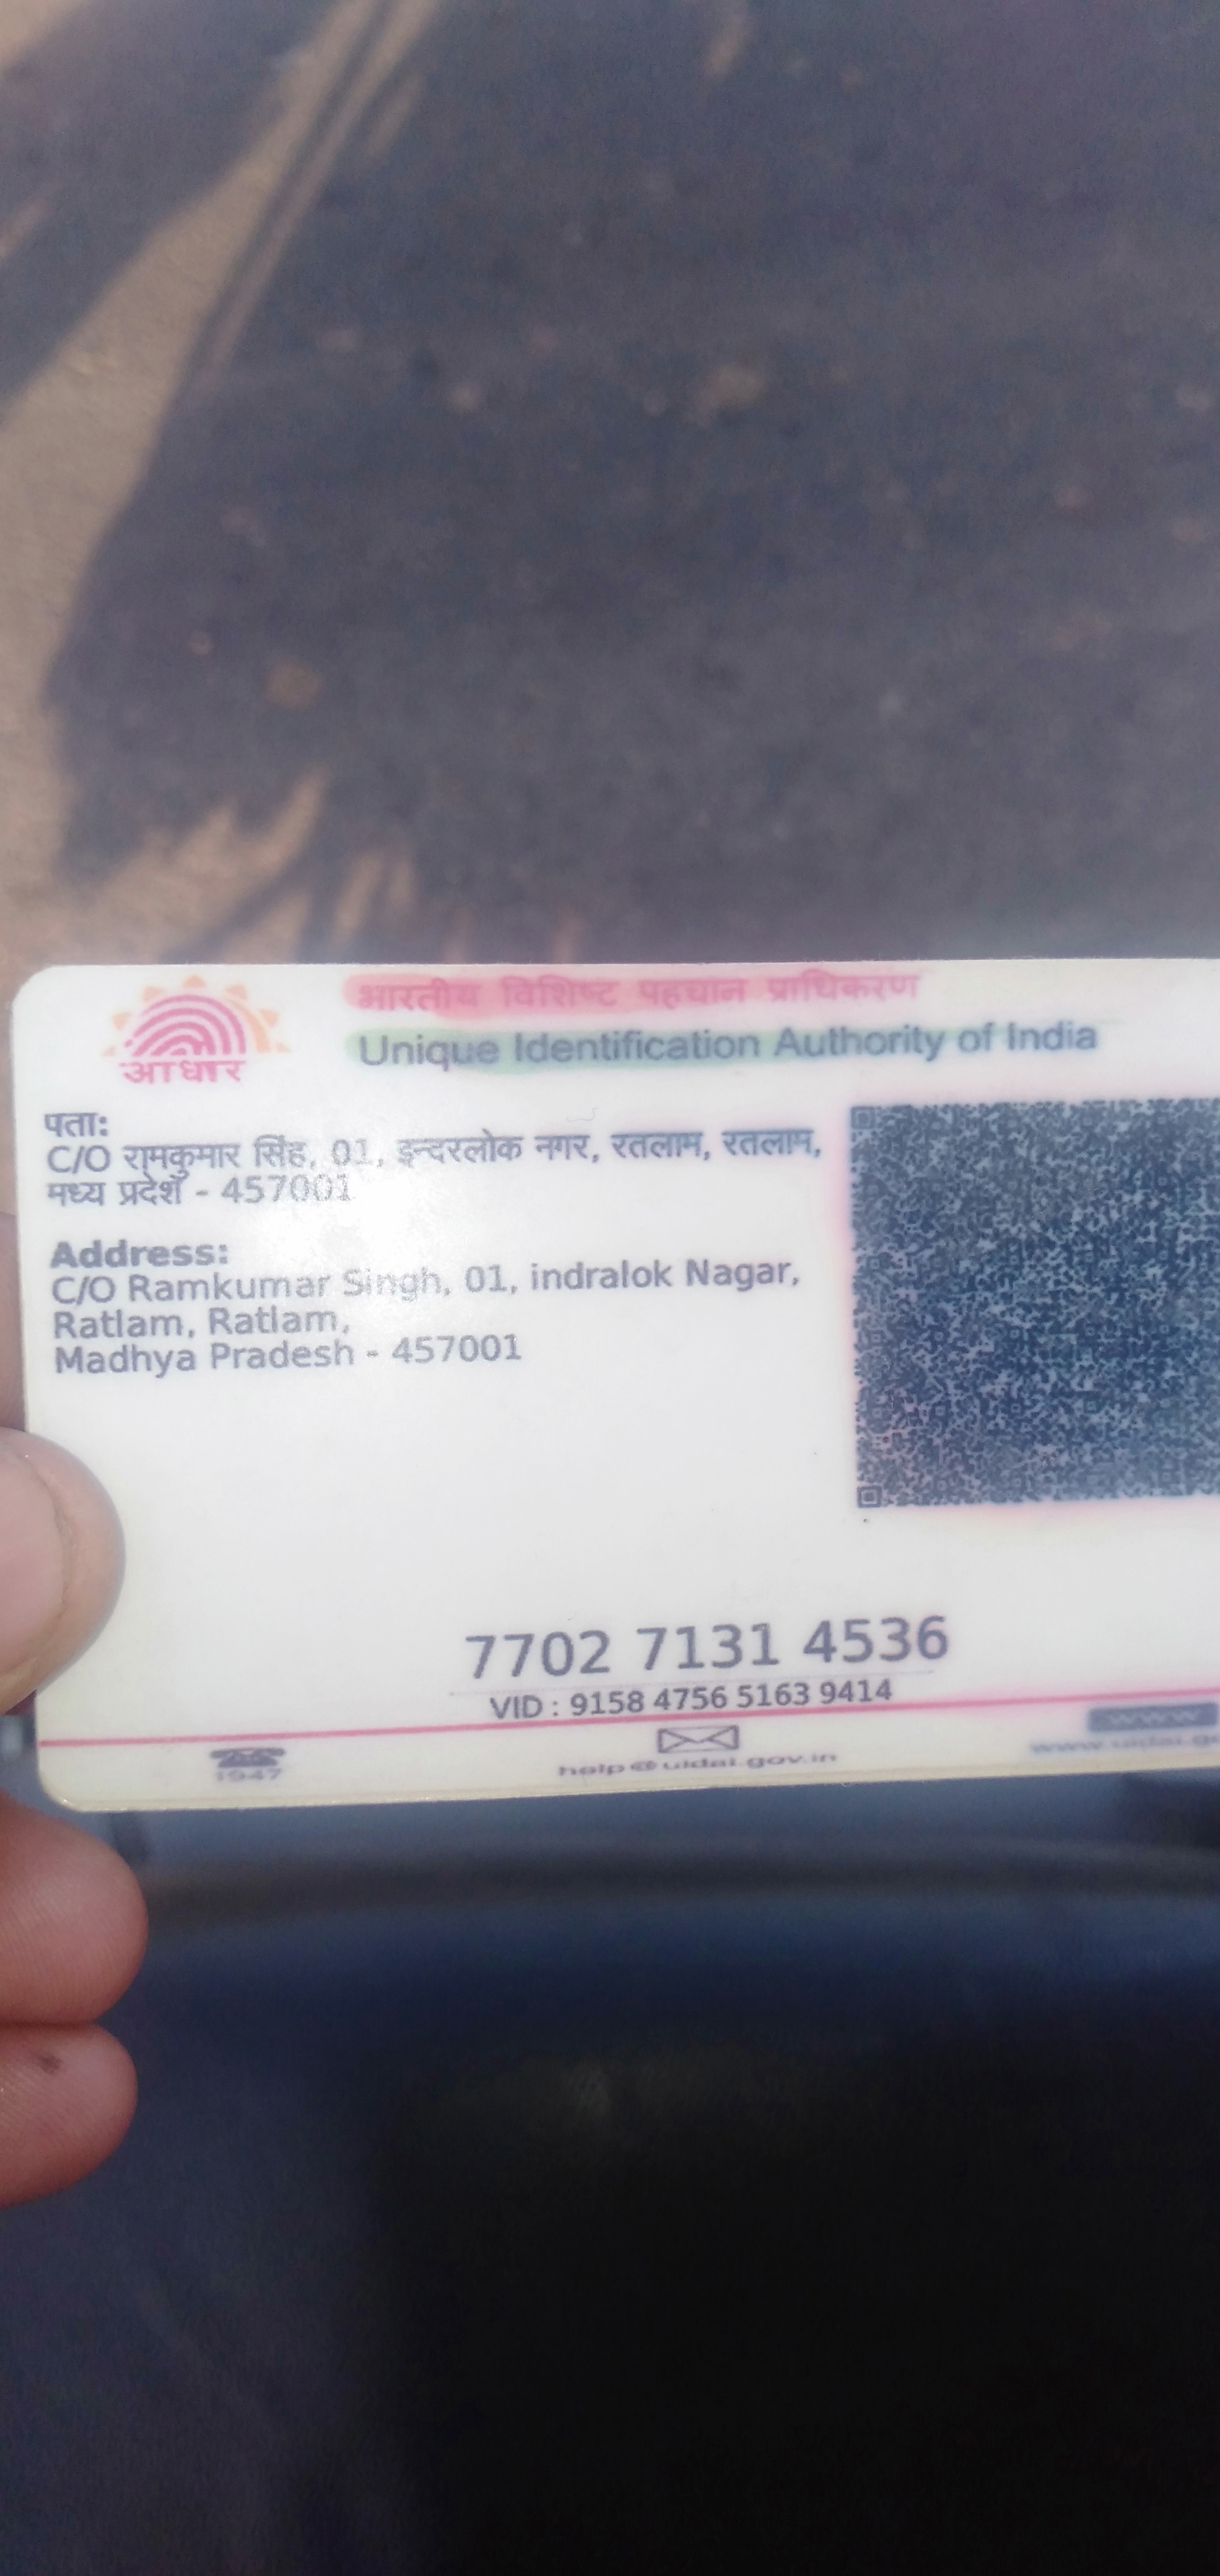 आधार
भारतीय विशिष्ट पहचान प्राधिकरण
Unique Identification Authority of India
पता:
C/O रामकुमार सिंह, 01, इन्दरलोक नगर, रतलाम, रतलाम,
मध्य प्रदेश - 457001
Address:
C/O Ramkumar Singh, 01, indralok Nagar,
Ratlam, Ratlam,
Madhya Pradesh - 457001
7702 7131 4536
VID : 9158 4756 5163 9414
1947
help@uidai.gov.in
www